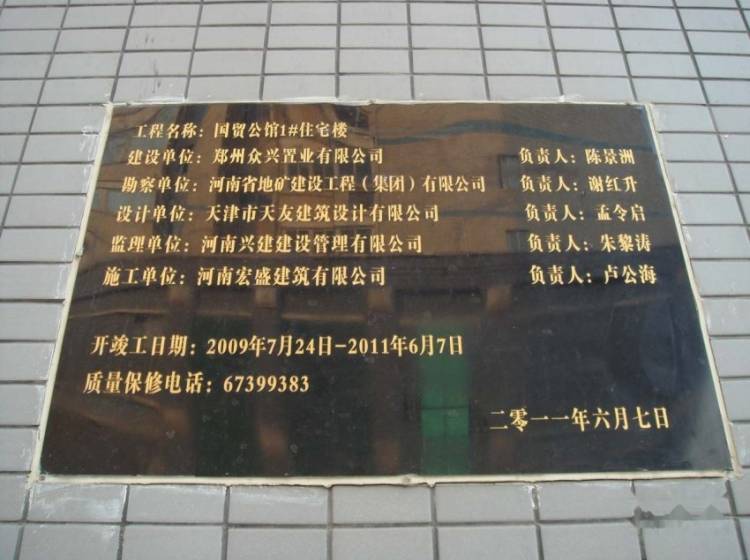 工程名称：国贸公馆1#住宅楼
建设单位：郑州众兴置业有限公司 负责人：陈景洲
勘察单位：河南省地矿建设工程（集团）有限公司 负责人：谢红升
设计单位：天津市天友建筑设计有限公司 负责人：孟令启
监理单位：河南兴建建设管理有限公司 负责人：朱黎涛
施工单位：河南宏盛建筑有限公司 负责人：卢公海
开竣工日期：2009年7月24日-2011年6月7日
质量保修电话：67399383
二零一一年六月七日